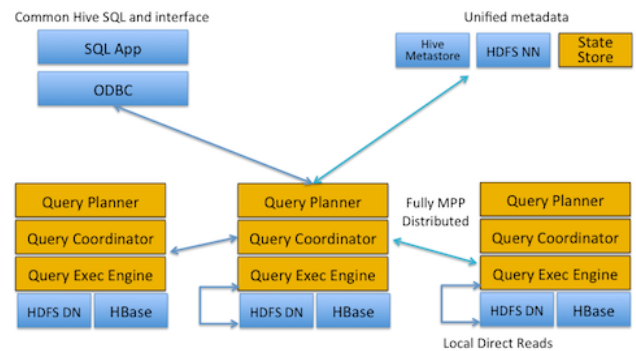 Common Hive SQL and interface
Unified metadata
SQL App
ODBC
Hive
Metastore
HDFS NN
State
Store
Query Planner
Query Coordinator
Query Exec Engine
HDFS DN
HBase
Query Planner
Query Coordinator
Query Exec Engine
HDFS DN
HBase
Fully MPP
Distributed
Query Planner
Query Coordinator
Query Exec Engine
HDFS DN
HBase
Local Direct Reads